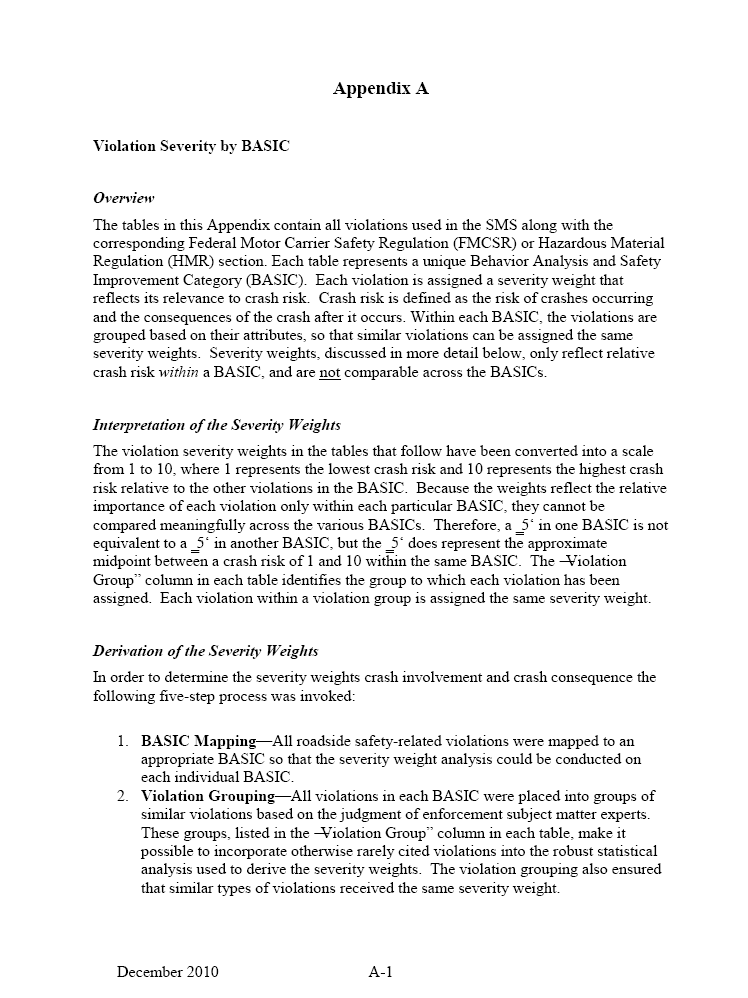 Appendix A
Violation Severity by BASIC
Overview
The tables in this Appendix contain all violations used in the SMS along with the
corresponding Federal Motor Carrier Safety Regulation (FMCSR) or Hazardous Material
Regulation (HMR) section. Each table represents a unique Behavior Analysis and Safety
Improvement Category (BASIC).  Each violation is assigned a severity weight that
reflects its relevance to crash risk.  Crash risk is defined as the risk of crashes occurring
and the consequences of the crash after it occurs. Within each BASIC, the violations are
grouped based on their attributes, so that similar violations can be assigned the same
severity weights.  Severity weights, discussed in more detail below, only reflect relative
crash risk within a BASIC, and are not comparable across the BASICs.
Interpretation of the Severity Weights
The violation severity weights in the tables that follow have been converted into a scale
from 1 to 10, where 1 represents the lowest crash risk and 10 represents the highest crash
risk relative to the other violations in the BASIC.  Because the weights reflect the relative
importance of each violation only within each particular BASIC, they cannot be
compared meaningfully across the various BASICs.  Therefore, a ‗5‘ in one BASIC is not
equivalent to a ‗5‘ in another BASIC, but the ‗5‘ does represent the approximate
midpoint between a crash risk of 1 and 10 within the same BASIC.  The ―Violation
Group” column in each table identifies the group to which each violation has been
assigned.  Each violation within a violation group is assigned the same severity weight.
Derivation of the Severity Weights
In order to determine the severity weights crash involvement and crash consequence the
following five-step process was invoked:
1. BASIC Mapping—All roadside safety-related violations were mapped to an
appropriate BASIC so that the severity weight analysis could be conducted on
each individual BASIC.
2. Violation Grouping—All violations in each BASIC were placed into groups of
similar violations based on the judgment of enforcement subject matter experts.
These groups, listed in the ―Violation Group” column in each table, make it
possible to incorporate otherwise rarely cited violations into the robust statistical
analysis used to derive the severity weights.  The violation grouping also ensured
that similar types of violations received the same severity weight.
December 2010 A-1